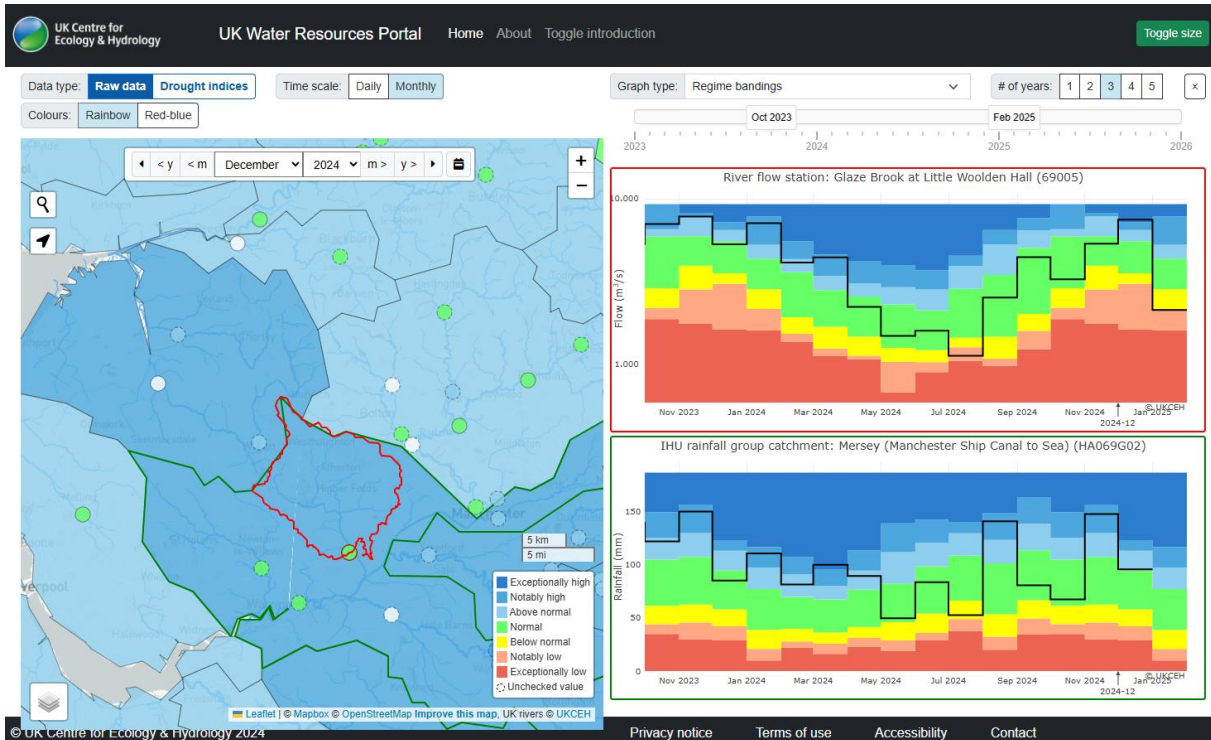 UK Centre for
Ecology & Hydrology
UK Water Resources Portal
Home About Toggle introduction
Toggle size
Data type: Raw data Drought indices
Time scale: Daily Monthly
Colours: Rainbow Red-blue
< y < m December 2024 m > y >
+
−
Manchester
5 km
5 mi
Exceptionally high
Notably high
Above normal
Normal
Below normal
Notably low
Exceptionally low
Unchecked value
Leaflet | © Mapbox © OpenStreetMap Improve this map, UK rivers © UKCEH
Graph type: Regime bandings
# of years: 1 2 3 4 5
x
Oct 2023 Feb 2025
2023 2024 2025 2026
River flow station: Glaze Brook at Little Woolden Hall (69005)
10.000
1.000
Flow (m³/s)
Nov 2023 Jan 2024 Mar 2024 May 2024 Jul 2024 Sep 2024 Nov 2024 Jan 2025
2024-12
© UKCEH
IHU rainfall group catchment: Mersey (Manchester Ship Canal to Sea) (HA069G02)
150
100
50
0
Rainfall (mm)
Nov 2023 Jan 2024 Mar 2024 May 2024 Jul 2024 Sep 2024 Nov 2024 Jan 2025
2024-12
© UKCEH
© UK Centre for Ecology & Hydrology 2024
Privacy notice Terms of use Accessibility Contact